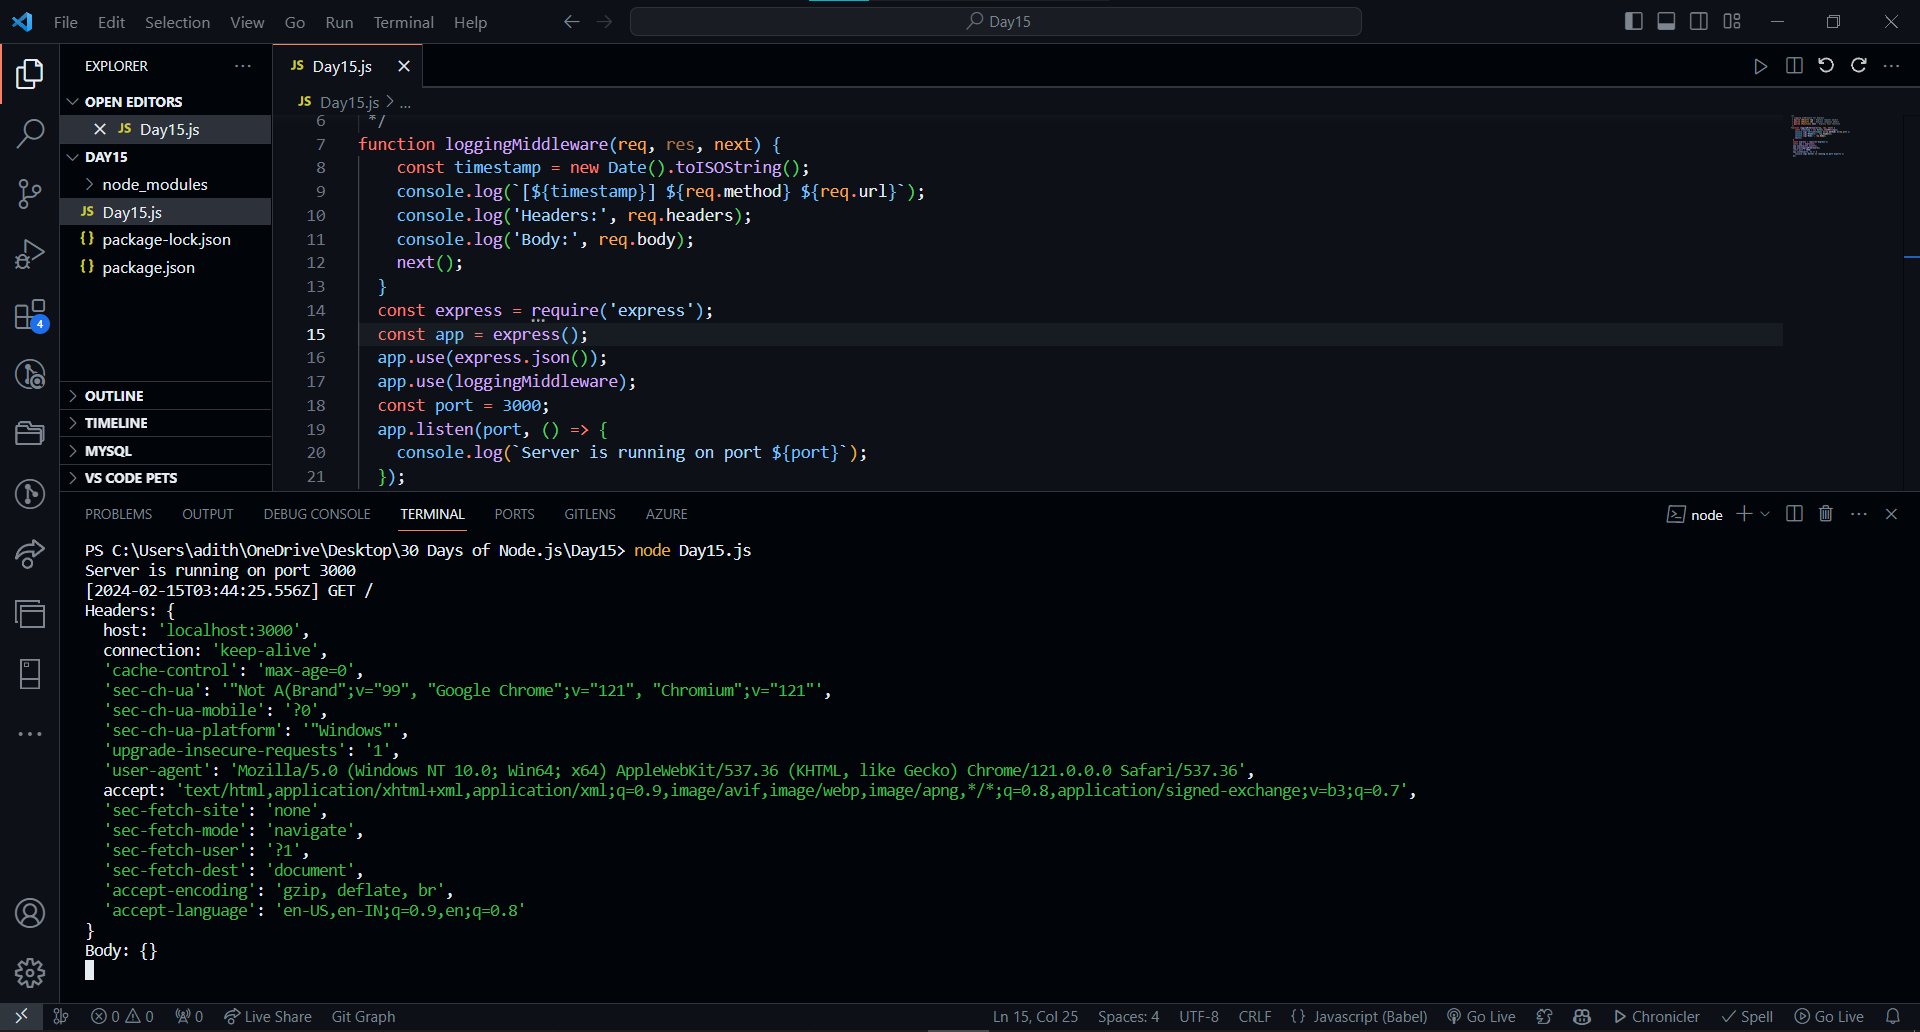 File Edit Selection View Go Run Terminal Help
Day15
EXPLORER
OPEN EDITORS
JS Day15.js
DAY15
node_modules
JS Day15.js
{} package-lock.json
{} package.json
OUTLINE
TIMELINE
MYSQL
VS CODE PETS
4
JS Day15.js
JS Day15.js > ...
6 */
7 function loggingMiddleware(req, res, next) {
8 const timestamp = new Date().toISOString();
9 console.log(`[${timestamp}] ${req.method} ${req.url}`);
10 console.log('Headers:', req.headers);
11 console.log('Body:', req.body);
12 next();
13 }
14 const express = require('express');
15 const app = express();
16 app.use(express.json());
17 app.use(loggingMiddleware);
18 const port = 3000;
19 app.listen(port, () => {
20 console.log(`Server is running on port ${port}`);
21 });
PROBLEMS OUTPUT DEBUG CONSOLE TERMINAL PORTS GITLENS AZURE
node
PS C:\Users\adith\OneDrive\Desktop\30 Days of Node.js\Day15> node Day15.js
Server is running on port 3000
[2024-02-15T03:44:25.556Z] GET /
Headers: {
host: 'localhost:3000',
connection: 'keep-alive',
'cache-control': 'max-age=0',
'sec-ch-ua': '"Not A(Brand";v="99", "Google Chrome";v="121", "Chromium";v="121"',
'sec-ch-ua-mobile': '?0',
'sec-ch-ua-platform': '"Windows"',
'upgrade-insecure-requests': '1',
'user-agent': 'Mozilla/5.0 (Windows NT 10.0; Win64; x64) AppleWebKit/537.36 (KHTML, like Gecko) Chrome/121.0.0.0 Safari/537.36',
accept: 'text/html,application/xhtml+xml,application/xml;q=0.9,image/avif,image/webp,image/apng,*/*;q=0.8,application/signed-exchange;v=b3;q=0.7',
'sec-fetch-site': 'none',
'sec-fetch-mode': 'navigate',
'sec-fetch-user': '?1',
'sec-fetch-dest': 'document',
'accept-encoding': 'gzip, deflate, br',
'accept-language': 'en-US,en-IN;q=0.9,en;q=0.8'
}
Body: {}
0 0 0 Live Share Git Graph Ln 15, Col 25 Spaces: 4 UTF-8 CRLF {} Javascript (Babel) Go Live Chronicler Spell Go Live